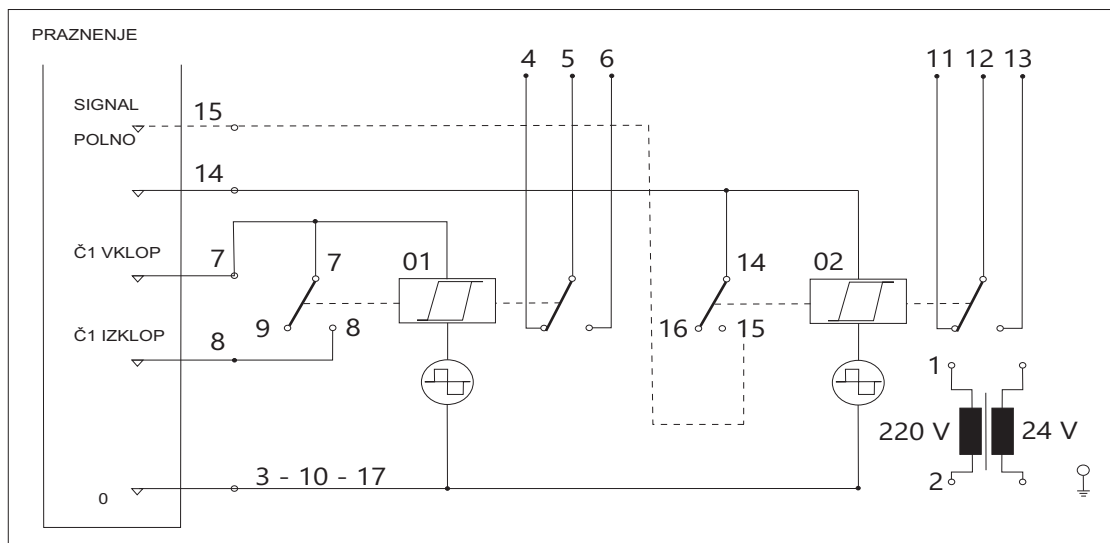 PRAZNENJE
4 5 6
11 12 13
SIGNAL
15
POLNO
14
Č1 VKLOP
7
7
01
14
02
9
8
16
15
Č1 IZKLOP
8
1
220 V
24 V
2
3 - 10 - 17
0